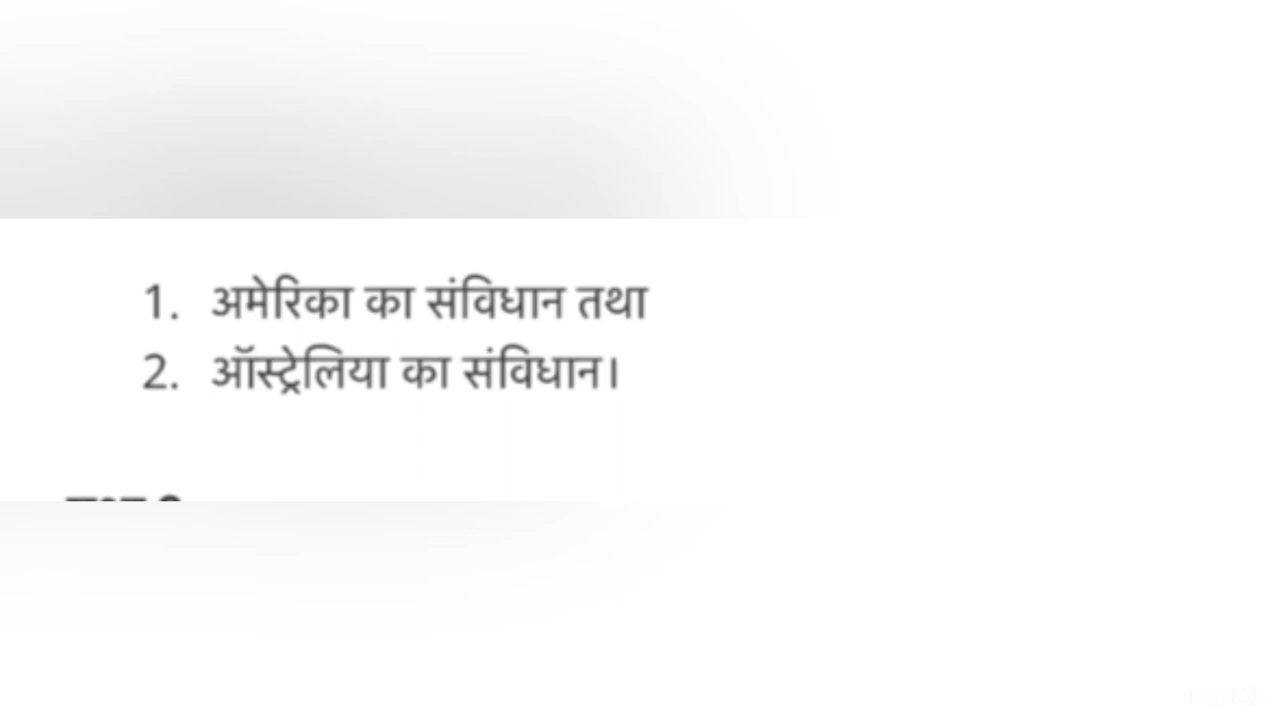 1. अमेरिका का संविधान तथा
2. ऑस्ट्रेलिया का संविधान।